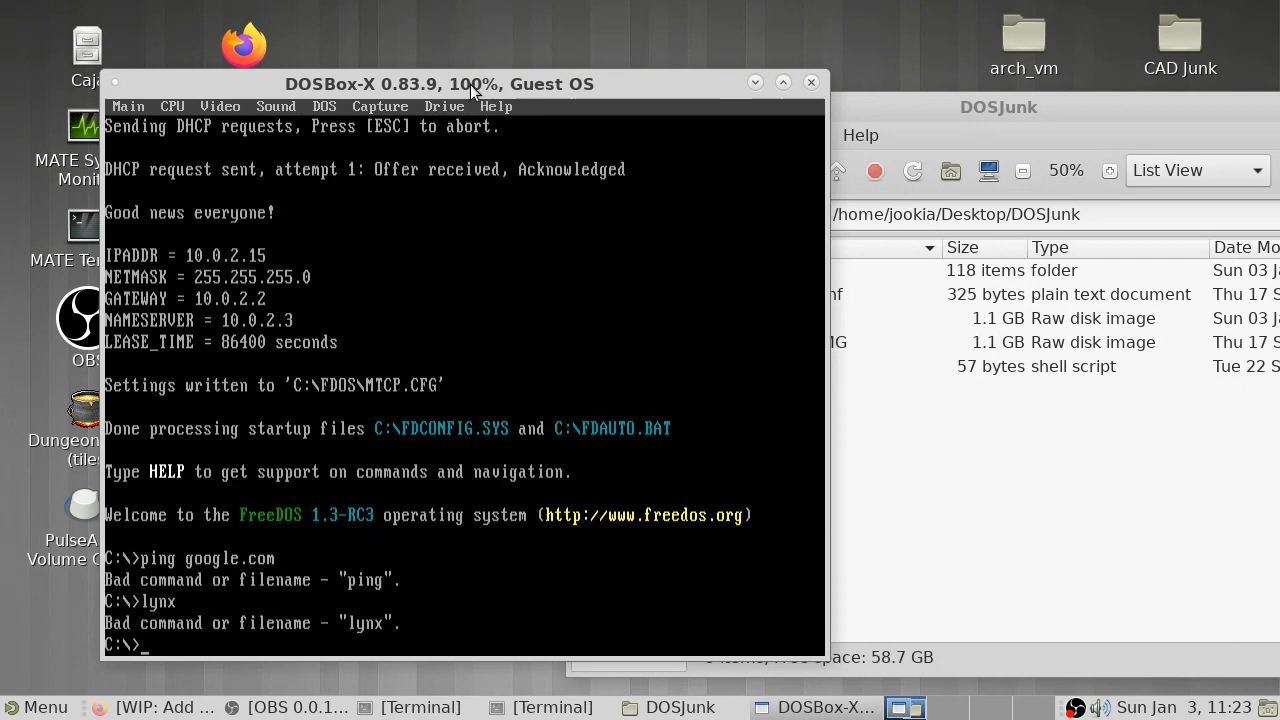 arch_vm
CAD Junk
Caja
MATE Sy
Monit
MATE Te
OB
Dungeon
(tile
PulseA
Volume C
DOSBox-X 0.83.9, 100%, Guest OS
Main CPU Video Sound DOS Capture Drive Help
Sending DHCP requests, Press [ESC] to abort.
DHCP request sent, attempt 1: Offer received, Acknowledged
Good news everyone!
IPADDR = 10.0.2.15
NETMASK = 255.255.255.0
GATEWAY = 10.0.2.2
NAMESERVER = 10.0.2.3
LEASE_TIME = 86400 seconds
Settings written to 'C:\FDOS\MTCP.CFG'
Done processing startup files C:\FDCONFIG.SYS and C:\FDAUTO.BAT
Type HELP to get support on commands and navigation.
Welcome to the FreeDOS 1.3-RC3 operating system (http://www.freedos.org)
C:\>ping google.com
Bad command or filename - "ping".
C:\>lynx
Bad command or filename - "lynx".
C:\>_
DOSJunk
Help
50% List View
/home/jookia/Desktop/DOSJunk
Size Type Date Mo
118 items folder Sun 03 J
nf 325 bytes plain text document Thu 17 S
1.1 GB Raw disk image Sun 03 J
MG 1.1 GB Raw disk image Thu 17 S
57 bytes shell script Tue 22 S
items, Free space: 58.7 GB
Menu [WIP: Add ... [OBS 0.0.1... [Terminal] [Terminal] DOSJunk DOSBox-X... Sun Jan 3, 11:23